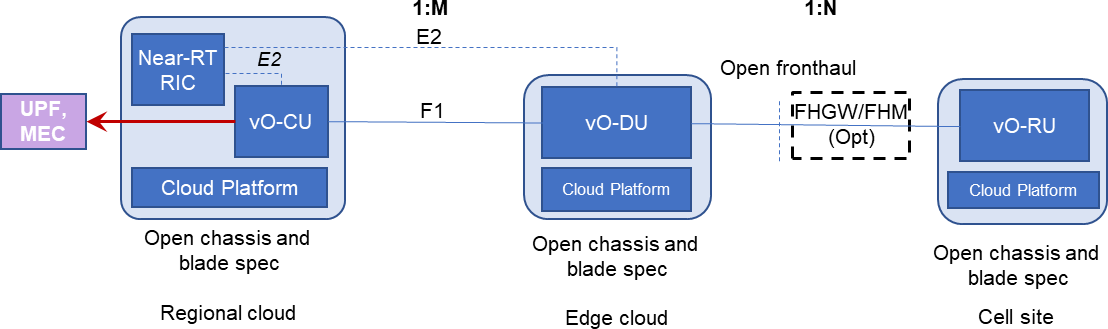 1:M
1:N
E2
Near-RT
RIC
E2
Open fronthaul
UPF,
MEC
vO-CU
F1
vO-DU
FHGW/FHM
(Opt)
vO-RU
Cloud Platform
Cloud Platform
Cloud Platform
Open chassis and
blade spec
Open chassis and
blade spec
Open chassis and
blade spec
Regional cloud
Edge cloud
Cell site